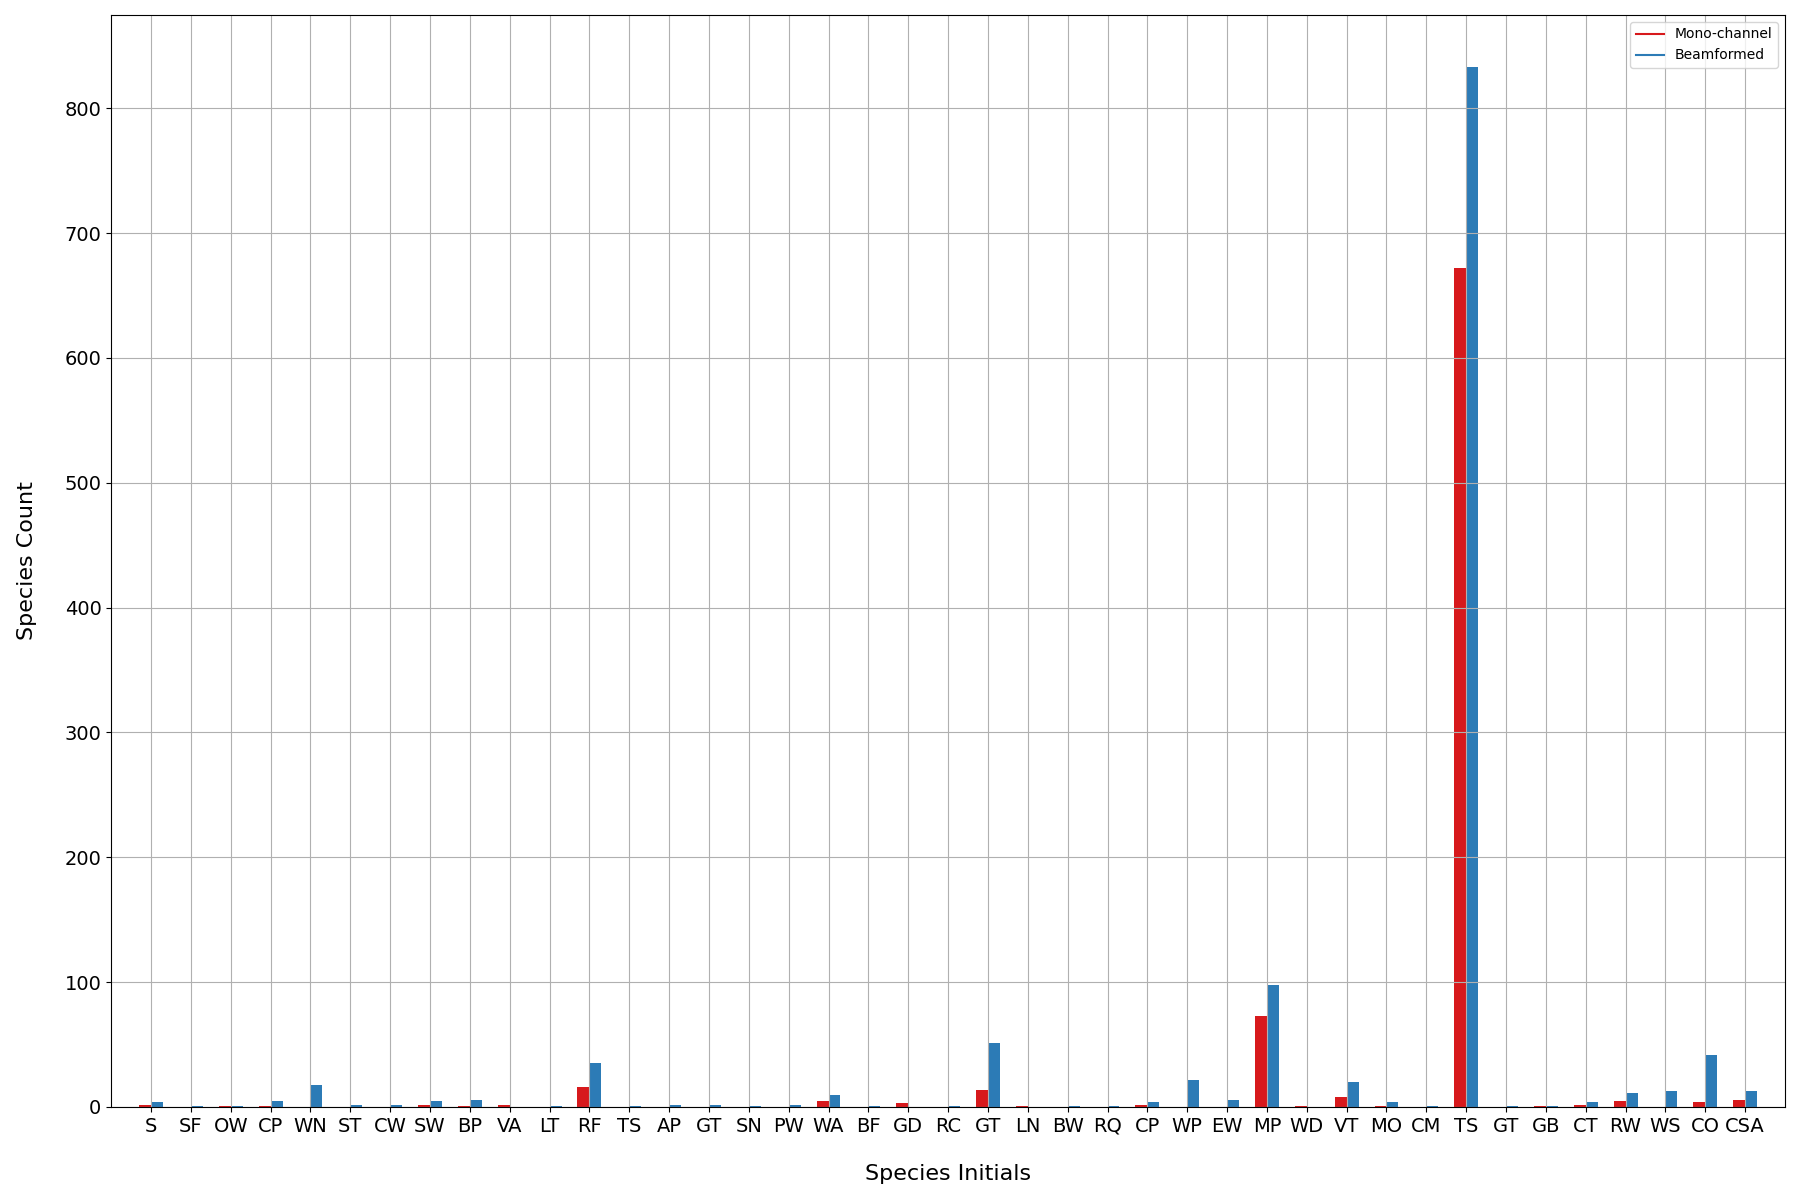 Mono-channel
Beamformed
800
700
600
500
400
300
200
100
0
Species Count
S SF OW CP WN ST CW SW BP VA LT RF TS AP GT SN PW WA BF GD RC GT LN BW RQ CP WP EW MP WD VT MO CM TS GT GB CT RW WS CO CSA
Species Initials